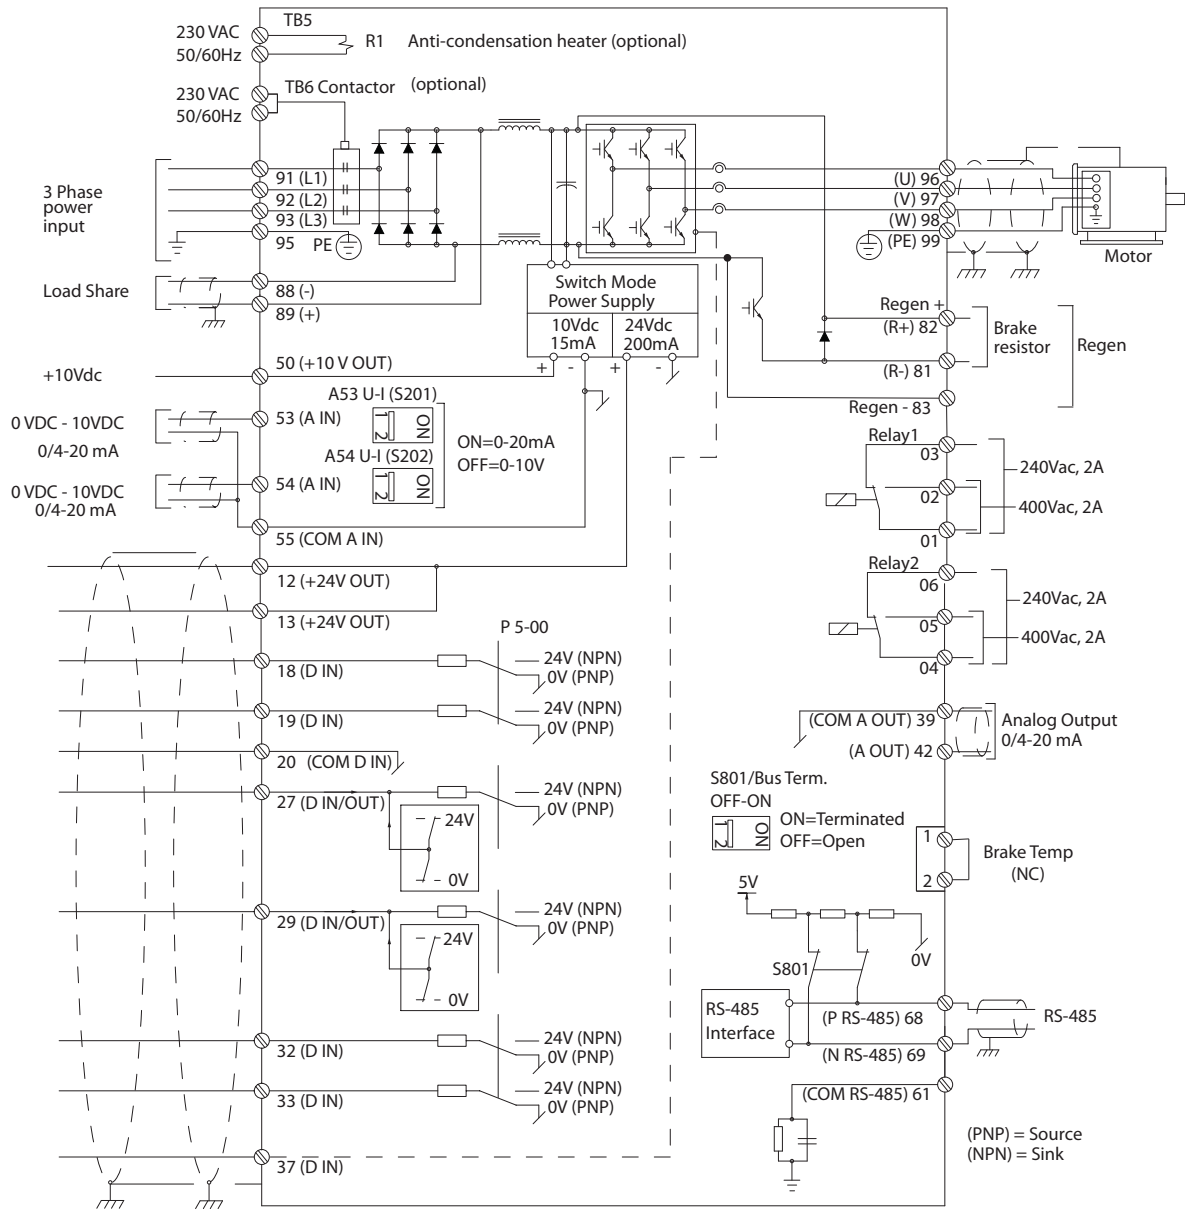 TB5
230 VAC
50/60Hz
R1
Anti-condensation heater (optional)
TB6 Contactor
(optional)
230 VAC
50/60Hz
3 Phase
power
input
91 (L1)
92 (L2)
93 (L3)
95
PE
(U) 96
(V) 97
(W) 98
(PE) 99
Motor
Load Share
88 (-)
89 (+)
Switch Mode
Power Supply
10Vdc
15mA
24Vdc
200mA
+
-
+
-
Regen +
(R+) 82
Brake
resistor
Regen
(R-) 81
Regen - 83
+10Vdc
50 (+10 V OUT)
A53 U-I (S201)
1 2
ON
0 VDC - 10VDC
0/4-20 mA
53 (A IN)
ON=0-20mA
OFF=0-10V
A54 U-I (S202)
1 2
ON
0 VDC - 10VDC
0/4-20 mA
54 (A IN)
55 (COM A IN)
Relay1
03
240Vac, 2A
02
400Vac, 2A
01
12 (+24V OUT)
13 (+24V OUT)
Relay2
06
240Vac, 2A
05
400Vac, 2A
04
P 5-00
18 (D IN)
24V (NPN)
0V (PNP)
19 (D IN)
24V (NPN)
0V (PNP)
20
(COM D IN)
27 (D IN/OUT)
24V (NPN)
0V (PNP)
24V
0V
29 (D IN/OUT)
24V (NPN)
0V (PNP)
24V
0V
32 (D IN)
24V (NPN)
0V (PNP)
33 (D IN)
24V (NPN)
0V (PNP)
37 (D IN)
(COM A OUT) 39
Analog Output
0/4-20 mA
(A OUT) 42
S801/Bus Term.
OFF-ON
1 2
ON
ON=Terminated
OFF=Open
1
2
Brake Temp
(NC)
5V
0V
S801
RS-485
Interface
(P RS-485) 68
RS-485
(N RS-485) 69
(COM RS-485) 61
(PNP) = Source
(NPN) = Sink